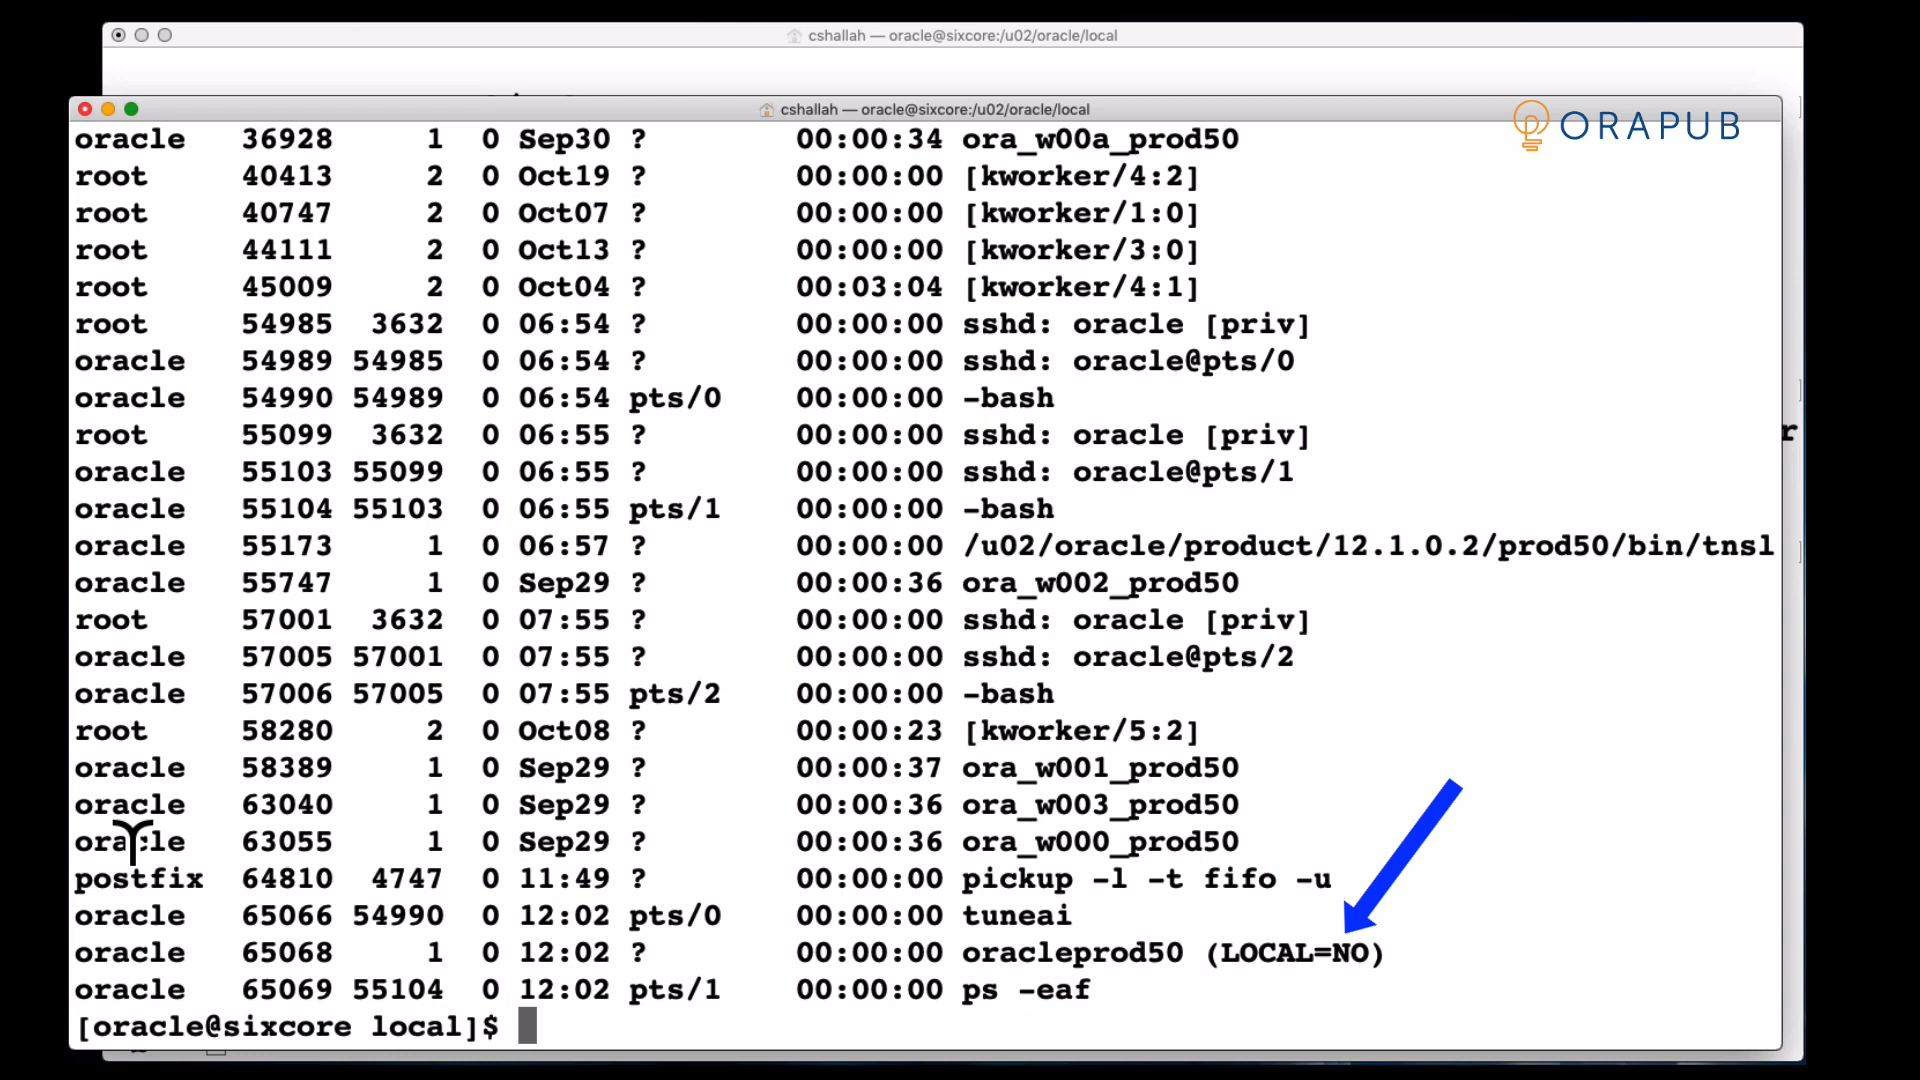 cshallah — oracle@sixcore:/u02/oracle/local
cshallah — oracle@sixcore:/u02/oracle/local
ORAPUB
oracle 36928 1 0 Sep30 ? 00:00:34 ora_w00a_prod50
root 40413 2 0 Oct19 ? 00:00:00 [kworker/4:2]
root 40747 2 0 Oct07 ? 00:00:00 [kworker/1:0]
root 44111 2 0 Oct13 ? 00:00:00 [kworker/3:0]
root 45009 2 0 Oct04 ? 00:03:04 [kworker/4:1]
root 54985 3632 0 06:54 ? 00:00:00 sshd: oracle [priv]
oracle 54989 54985 0 06:54 ? 00:00:00 sshd: oracle@pts/0
oracle 54990 54989 0 06:54 pts/0 00:00:00 -bash
root 55099 3632 0 06:55 ? 00:00:00 sshd: oracle [priv]
oracle 55103 55099 0 06:55 ? 00:00:00 sshd: oracle@pts/1
oracle 55104 55103 0 06:55 pts/1 00:00:00 -bash
oracle 55173 1 0 06:57 ? 00:00:00 /u02/oracle/product/12.1.0.2/prod50/bin/tnsl
oracle 55747 1 0 Sep29 ? 00:00:36 ora_w002_prod50
root 57001 3632 0 07:55 ? 00:00:00 sshd: oracle [priv]
oracle 57005 57001 0 07:55 ? 00:00:00 sshd: oracle@pts/2
oracle 57006 57005 0 07:55 pts/2 00:00:00 -bash
root 58280 2 0 Oct08 ? 00:00:23 [kworker/5:2]
oracle 58389 1 0 Sep29 ? 00:00:37 ora_w001_prod50
oracle 63040 1 0 Sep29 ? 00:00:36 ora_w003_prod50
oracle 63055 1 0 Sep29 ? 00:00:36 ora_w000_prod50
postfix 64810 4747 0 11:49 ? 00:00:00 pickup -l -t fifo -u
oracle 65066 54990 0 12:02 pts/0 00:00:00 tuneai
oracle 65068 1 0 12:02 ? 00:00:00 oracleprod50 (LOCAL=NO)
oracle 65069 55104 0 12:02 pts/1 00:00:00 ps -eaf
[oracle@sixcore local]$